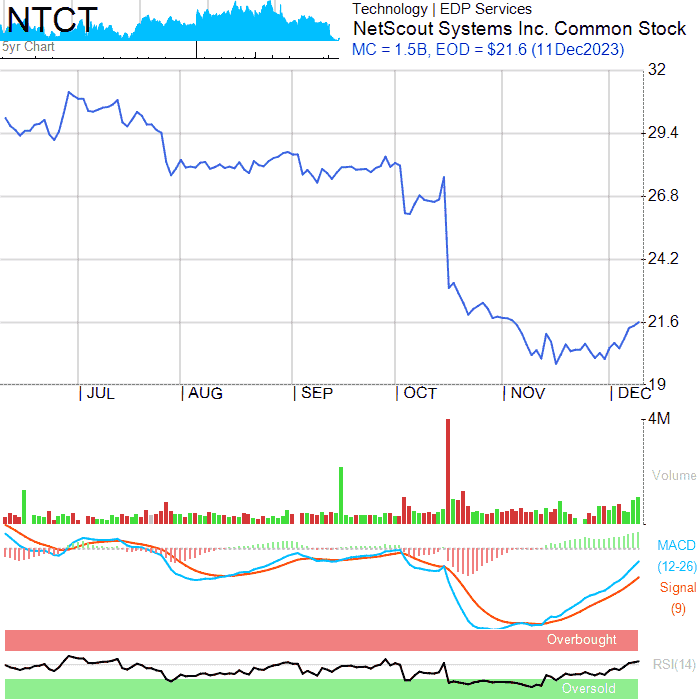 NTCT
5yr Chart
Technology | EDP Services
NetScout Systems Inc. Common Stock
MC = 1.5B, EOD = $21.6 (11Dec2023)
32
29.4
26.8
24.2
21.6
19
JUL AUG SEP OCT NOV DEC
4M
Volume
MACD
(12-26)
Signal
(9)
Overbought
RSI(14)
Oversold